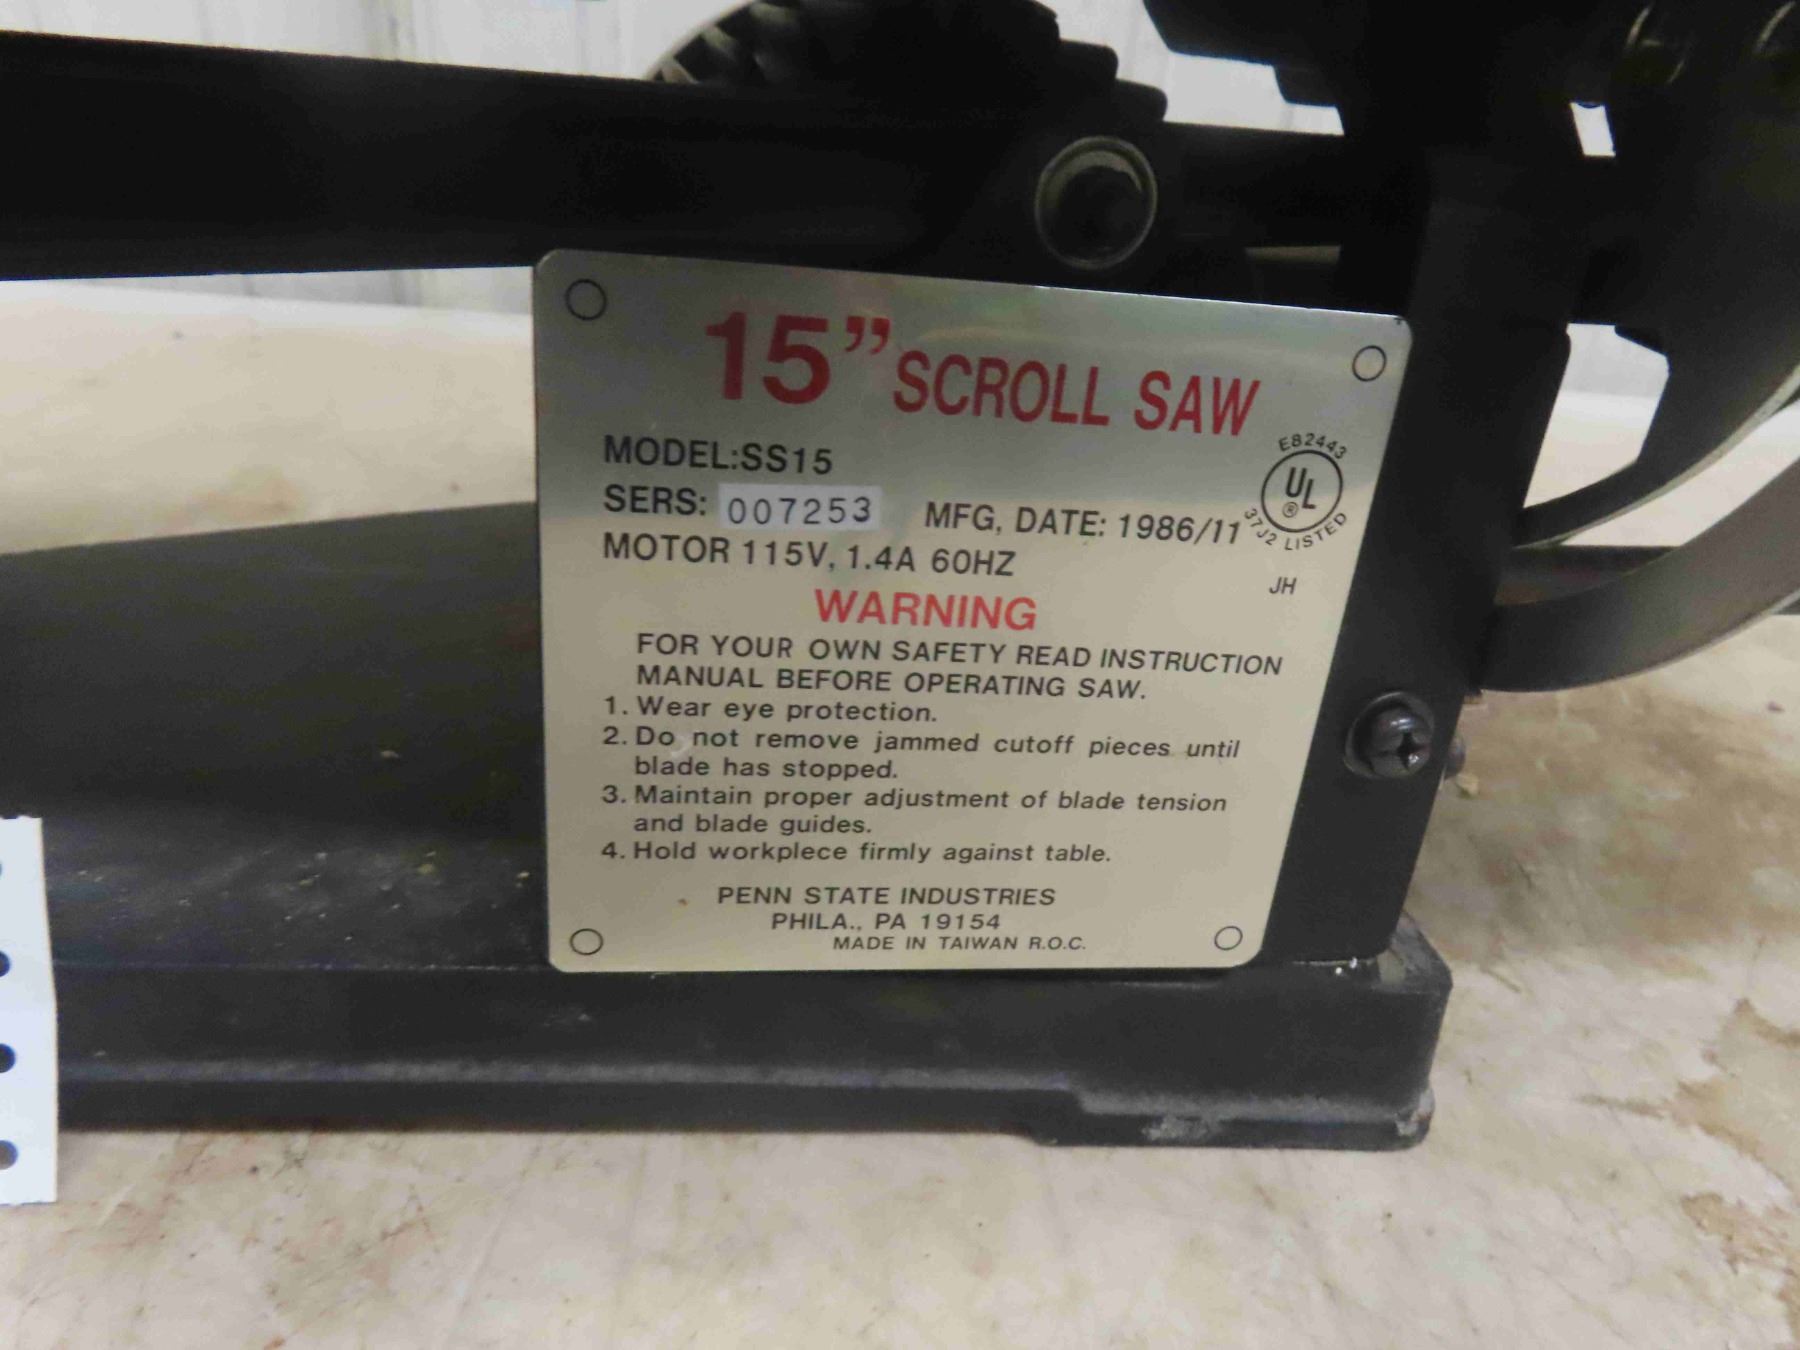 15” SCROLL SAW
MODEL:SS15
SERS: 007253 MFG, DATE: 1986/11
MOTOR 115V, 1.4A 60HZ
E82443
UL
®
37J2 LISTED
JH
WARNING
FOR YOUR OWN SAFETY READ INSTRUCTION
MANUAL BEFORE OPERATING SAW.
1. Wear eye protection.
2. Do not remove jammed cutoff pieces until
blade has stopped.
3. Maintain proper adjustment of blade tension
and blade guides.
4. Hold workplece firmly against table.
PENN STATE INDUSTRIES
PHILA., PA 19154
MADE IN TAIWAN R.O.C.